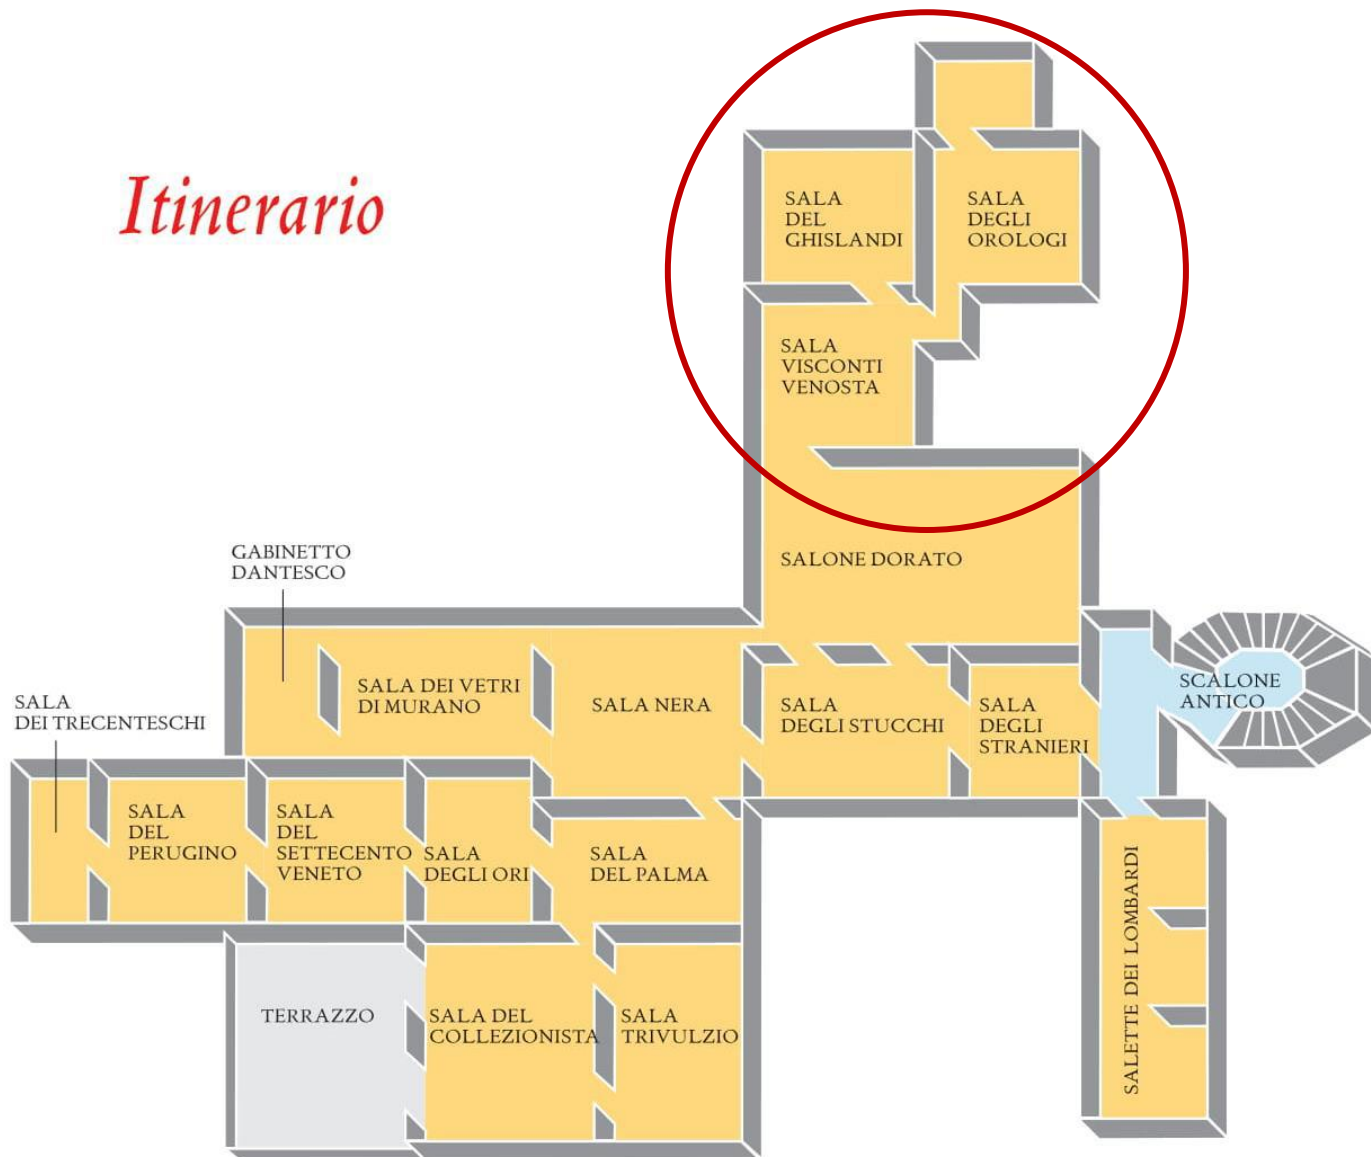 Itinerario
SALA
DEL
GHISLANDI
SALA
DEGLI
OROLOGI
SALA
VISCONTI
VENOSTA
SALONE DORATO
GABINETTO
DANTESCO
SALA
DEI TRECENTESCHI
SALA DEI VETRI
DI MURANO
SALA NERA
SALA
DEGLI STUCCHI
SALA
DEGLI
STRANIERI
SCALONE
ANTICO
SALA
DEL
PERUGINO
SALA
DEL
SETTECENTO
VENETO
SALA
DEGLI ORI
SALA
DEL PALMA
SALETTE DEI LOMBARDI
TERRAZZO
SALA DEL
COLLEZIONISTA
SALA
TRIVULZIO